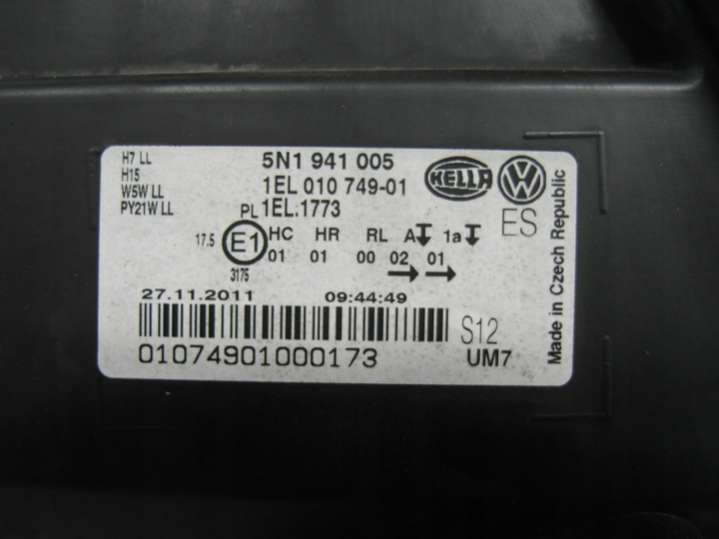 H7 LL
H15
W5W LL
PY21W LL
5N1 941 005
1EL 010 749-01
PL 1EL.1773
HELLA
VW
ES
17.5 E1 HC HR RL A 1a
01 01 00 02 01
3175
27.11.2011 09:44:49
01074901000173
S12
UM7
Made in Czech Republic